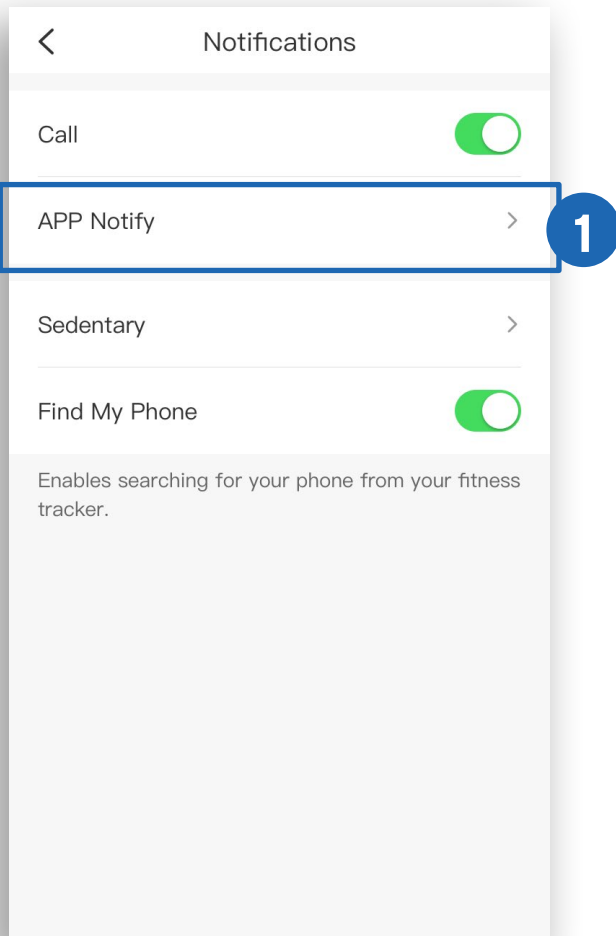 Notifications
Call
APP Notify
1
Sedentary
Find My Phone
Enables searching for your phone from your fitness
tracker.